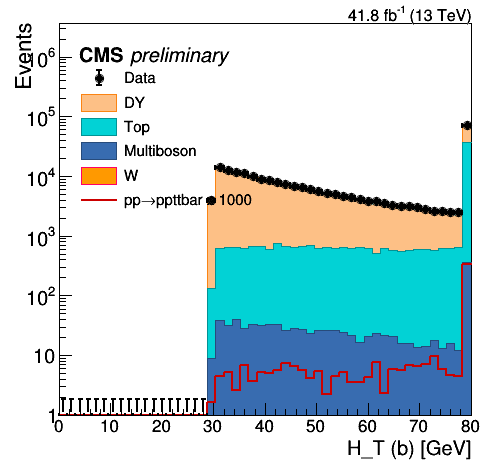 41.8 fb⁻¹ (13 TeV)
Events
CMS preliminary
Data
DY
Top
Multiboson
W
pp→ppttbar * 1000
10⁶
10⁵
10⁴
10³
10²
10
1
0 10 20 30 40 50 60 70 80
H_T (b) [GeV]